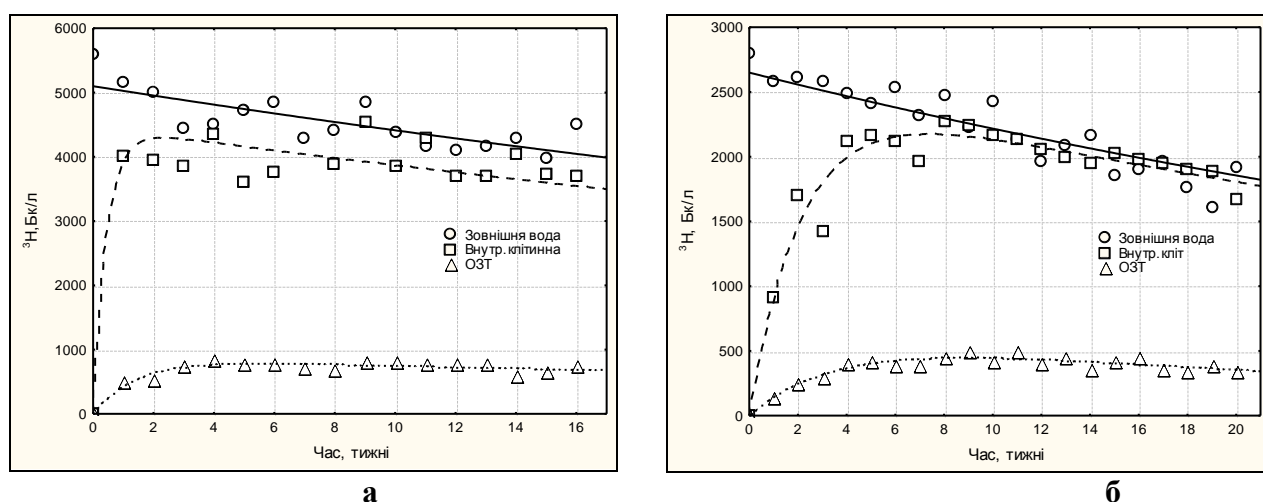 6000
5000
4000
3000
2000
1000
0
³H,Бк/л
0 2 4 6 8 10 12 14 16
Час, тижні
Зовнішня вода
Внутр.клітинна
ОЗТ
а
3000
2500
2000
1500
1000
500
0
³H, Бк/л
0 2 4 6 8 10 12 14 16 18 20
Час, тижні
Зовнішня вода
Внутр.кліт
ОЗТ
б